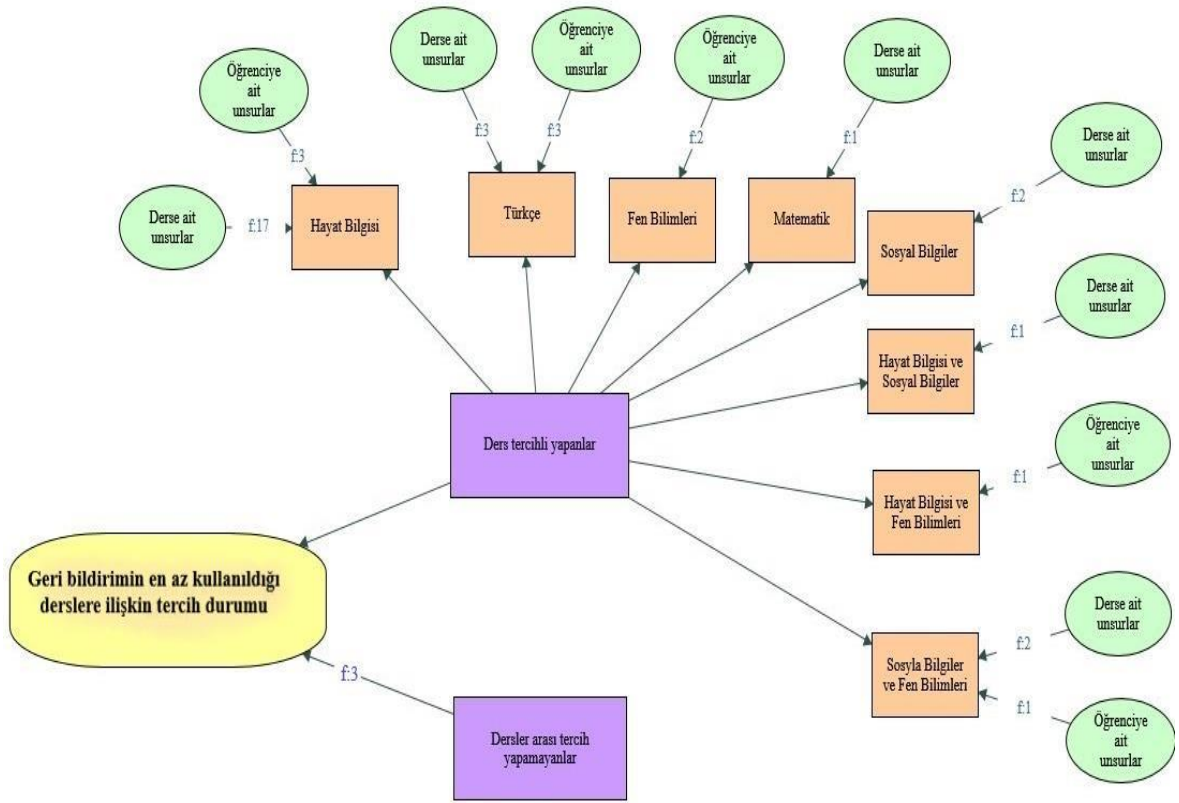 Öğrenciye
ait
unsurlar
Derse ait
unsurlar
Öğrenciye
ait
unsurlar
Öğrenciye
ait
unsurlar
Derse ait
unsurlar
Derse ait
unsurlar
f:3
f:3
f:3
f:2
f:1
f:2
Derse ait
unsurlar
f:17
Hayat Bilgisi
Türkçe
Fen Bilimleri
Matematik
Sosyal Bilgiler
Derse ait
unsurlar
f:1
Hayat Bilgisi ve
Sosyal Bilgiler
Ders tercihli yapanlar
Öğrenciye
ait
unsurlar
f:1
Hayat Bilgisi ve
Fen Bilimleri
Geri bildirimin en az kullanıldığı
derslere ilişkin tercih durumu
Derse ait
unsurlar
f:2
Sosyla Bilgiler
ve Fen Bilimleri
f:1
Öğrenciye
ait
unsurlar
f:3
Dersler arası tercih
yapamayanlar